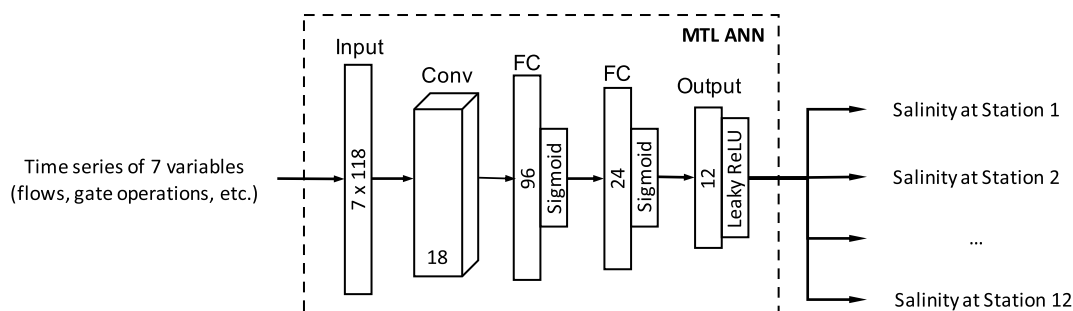 MTL ANN
Input
Conv
FC
FC
Output
Time series of 7 variables
(flows, gate operations, etc.)
7 x 118
18
96
Sigmoid
24
Sigmoid
12
Leaky ReLU
Salinity at Station 1
Salinity at Station 2
...
Salinity at Station 12